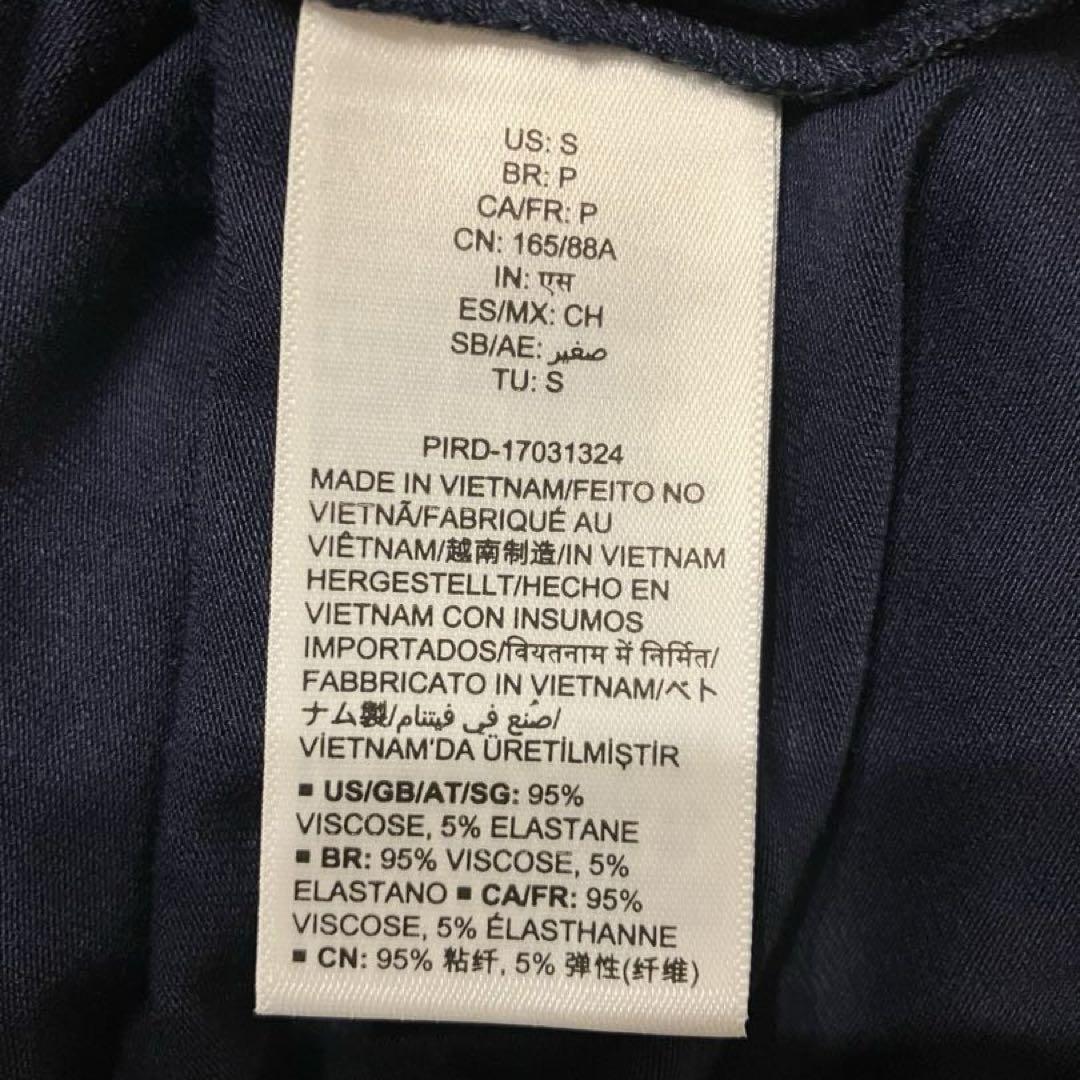 US: S
BR: P
CA/FR: P
CN: 165/88A
IN: एस
ES/MX: CH
SB/AE: صغير
TU: S
PIRD-17031324
MADE IN VIETNAM/FEITO NO
VIETNÃ/FABRIQUÉ AU
VIÊTNAM/越南制造/IN VIETNAM
HERGESTELLT/HECHO EN
VIETNAM CON INSUMOS
IMPORTADOS/वियतनाम में निर्मित/
FABBRICATO IN VIETNAM/ベト
ナム製/صُنع في فيتنام/
VİETNAM'DA ÜRETİLMİŞTİR
▪ US/GB/AT/SG: 95%
VISCOSE, 5% ELASTANE
▪ BR: 95% VISCOSE, 5%
ELASTANO ▪ CA/FR: 95%
VISCOSE, 5% ÉLASTHANNE
▪ CN: 95% 粘纤, 5% 弹性(纤维)